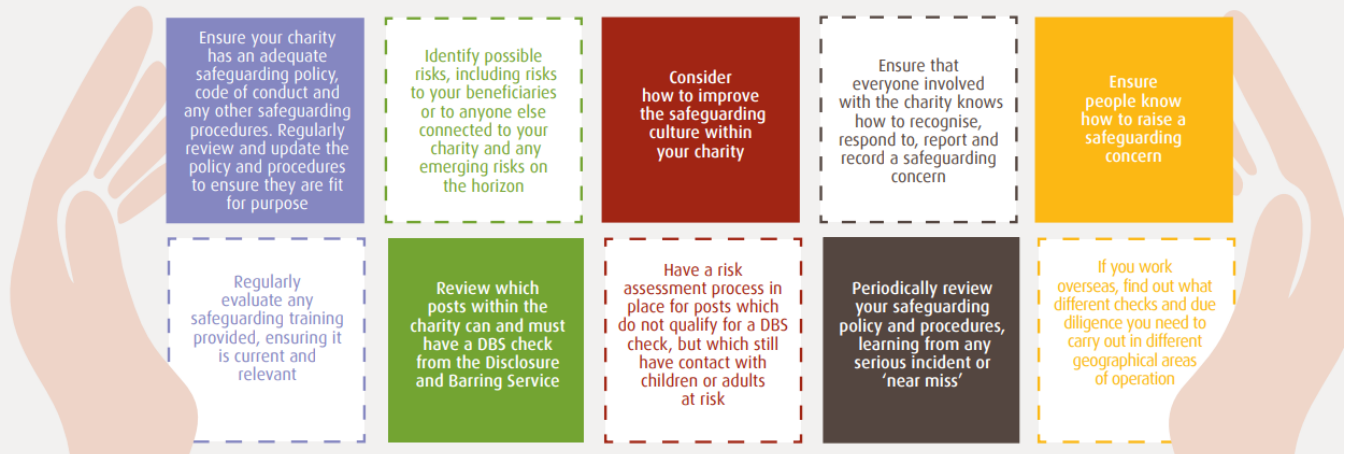 Ensure your charity
has an adequate
safeguarding policy,
code of conduct and
any other safeguarding
procedures. Regularly
review and update the
policy and procedures
to ensure they are fit
for purpose
Identify possible
risks, including risks
to your beneficiaries
or to anyone else
connected to your
charity and any
emerging risks on
the horizon
Consider
how to improve
the safeguarding
culture within
your charity
Ensure that
everyone involved
with the charity knows
how to recognise,
respond to, report and
record a safeguarding
concern
Ensure
people know
how to raise a
safeguarding
concern
Regularly
evaluate any
safeguarding training
provided, ensuring it
is current and
relevant
Review which
posts within the
charity can and must
have a DBS check
from the Disclosure
and Barring Service
Have a risk
assessment process in
place for posts which
do not qualify for a DBS
check, but which still
have contact with
children or adults
at risk
Periodically review
your safeguarding
policy and procedures,
learning from any
serious incident or
‘near miss’
If you work
overseas, find out what
different checks and due
diligence you need to
carry out in different
geographical areas
of operation